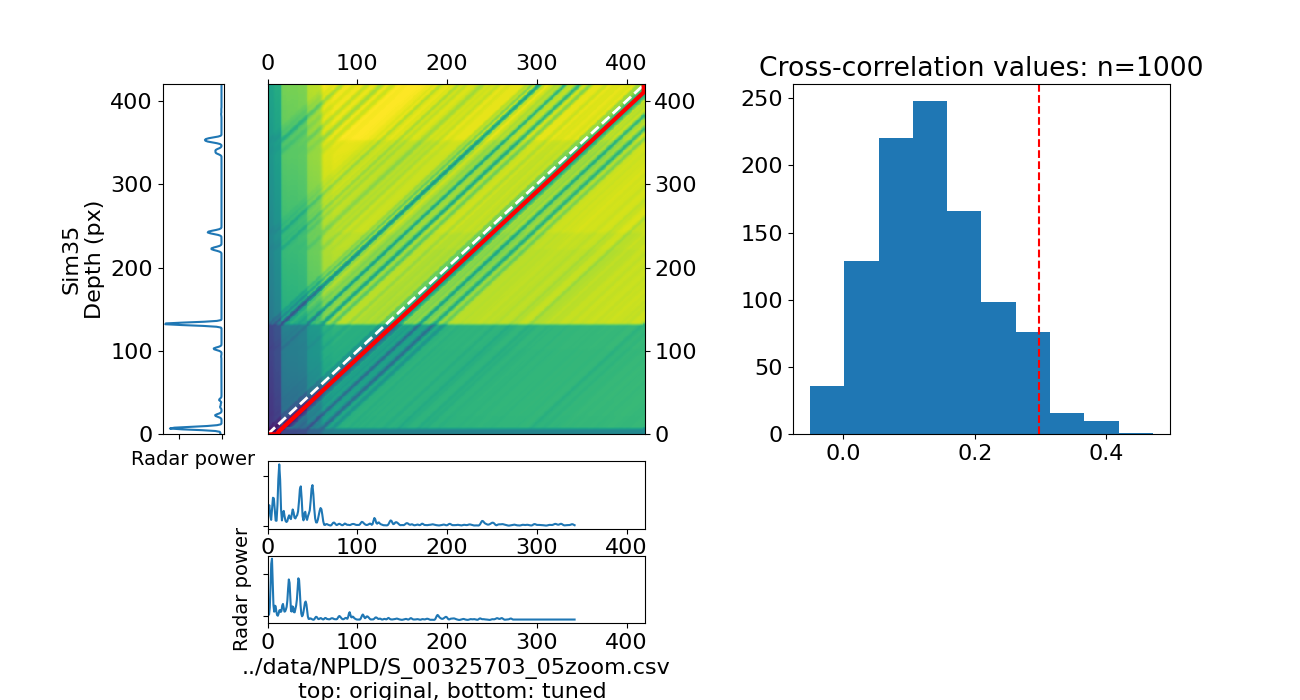 0 100 200 300 400
Cross-correlation values: n=1000
400
300
200
100
0
Sim35
Depth (px)
Radar power
400
300
200
100
0
250
200
150
100
50
0
0.0 0.2 0.4
0 100 200 300 400
Radar power
0 100 200 300 400
../data/NPLD/S_00325703_05zoom.csv
top: original, bottom: tuned